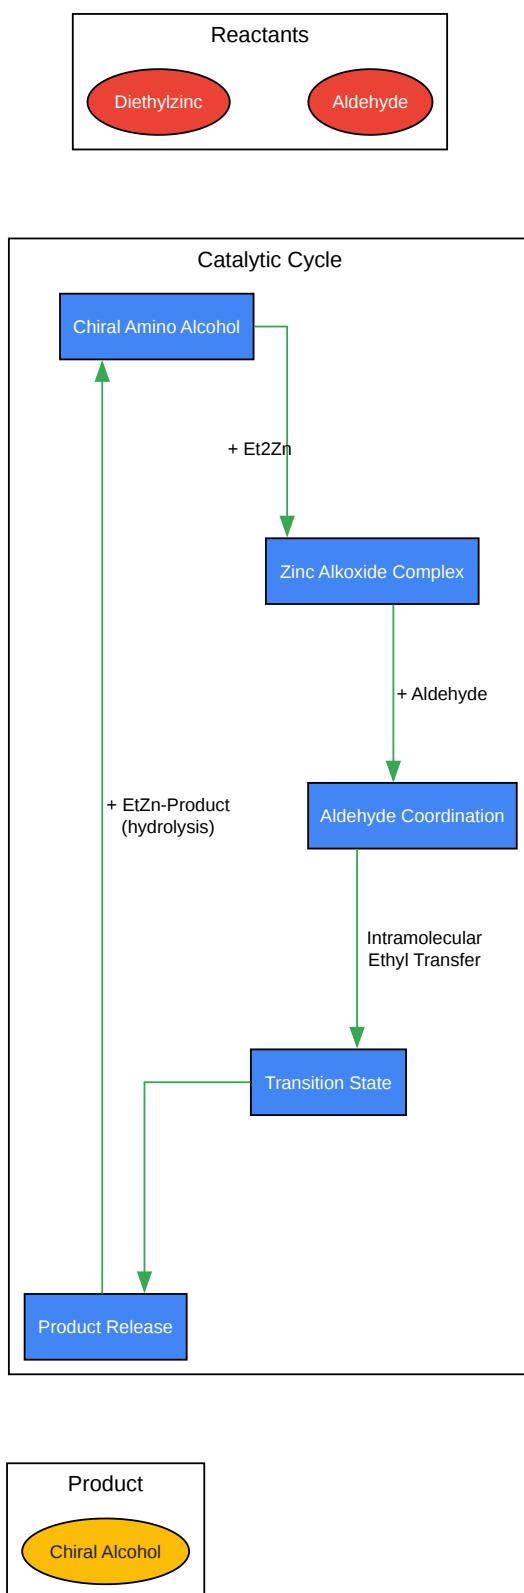 Reactants
Diethylzinc
Aldehyde
Catalytic Cycle
Chiral Amino Alcohol
+ Et2Zn
Zinc Alkoxide Complex
+ Aldehyde
Aldehyde Coordination
+ EtZn-Product
(hydrolysis)
Intramolecular
Ethyl Transfer
Transition State
Product Release
Product
Chiral Alcohol